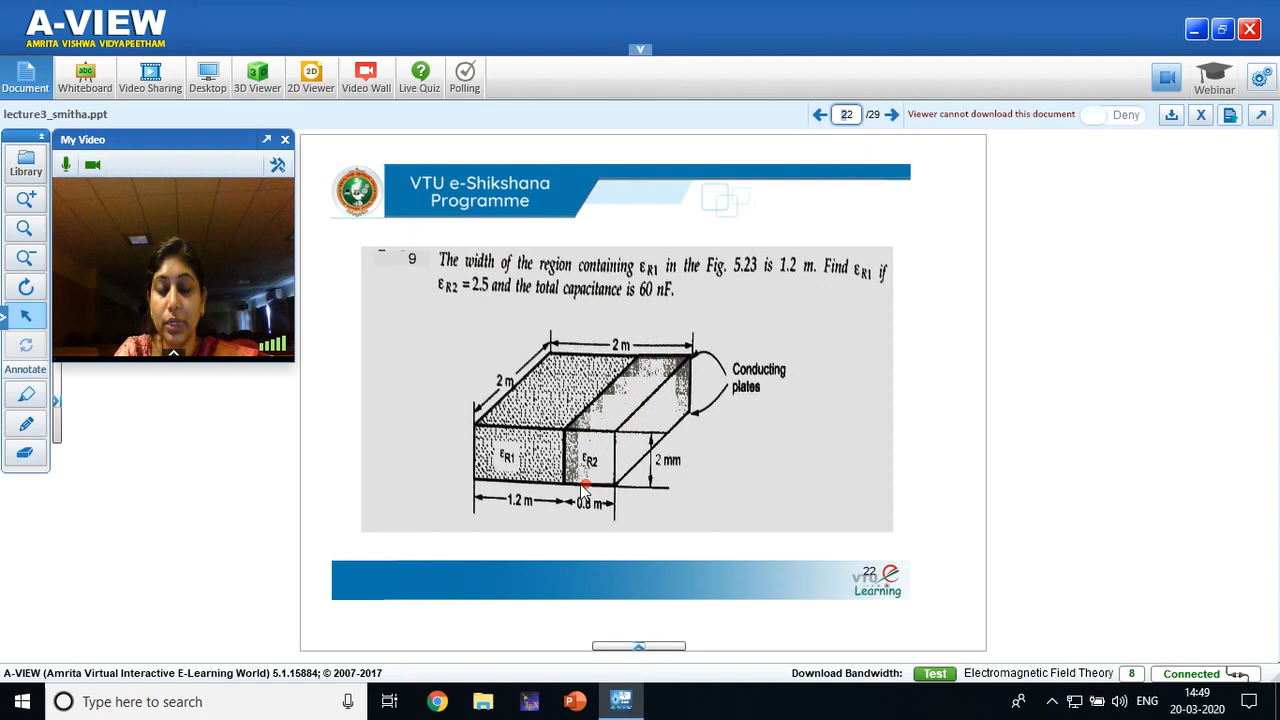 A-VIEW
AMRITA VISHWA VIDYAPEETHAM
Document
Whiteboard
Video Sharing
Desktop
3D Viewer
2D Viewer
Video Wall
Live Quiz
Polling
Webinar
lecture3_smitha.ppt
22 /29
Viewer cannot download this document
Deny
My Video
Library
Annotate
VTU e-Shikshana
Programme
9 The width of the region containing εR1 in the Fig. 5.23 is 1.2 m. Find εR1 if
εR2 = 2.5 and the total capacitance is 60 nF.
2 m
2 m
Conducting
plates
εR1
εR2
2 mm
1.2 m
0.8 m
22
VTU e
Learning
A-VIEW (Amrita Virtual Interactive E-Learning World) 5.1.15884; © 2007-2017
Download Bandwidth: Test Electromagnetic Field Theory 8 Connected
Type here to search
ENG
14:49
20-03-2020